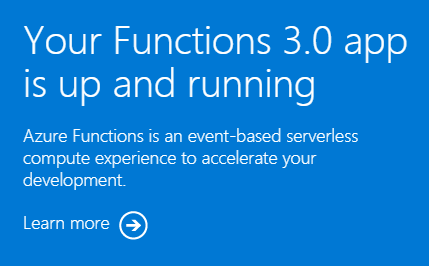 Your Functions 3.0 app
is up and running
Azure Functions is an event-based serverless
compute experience to accelerate your
development.
Learn more